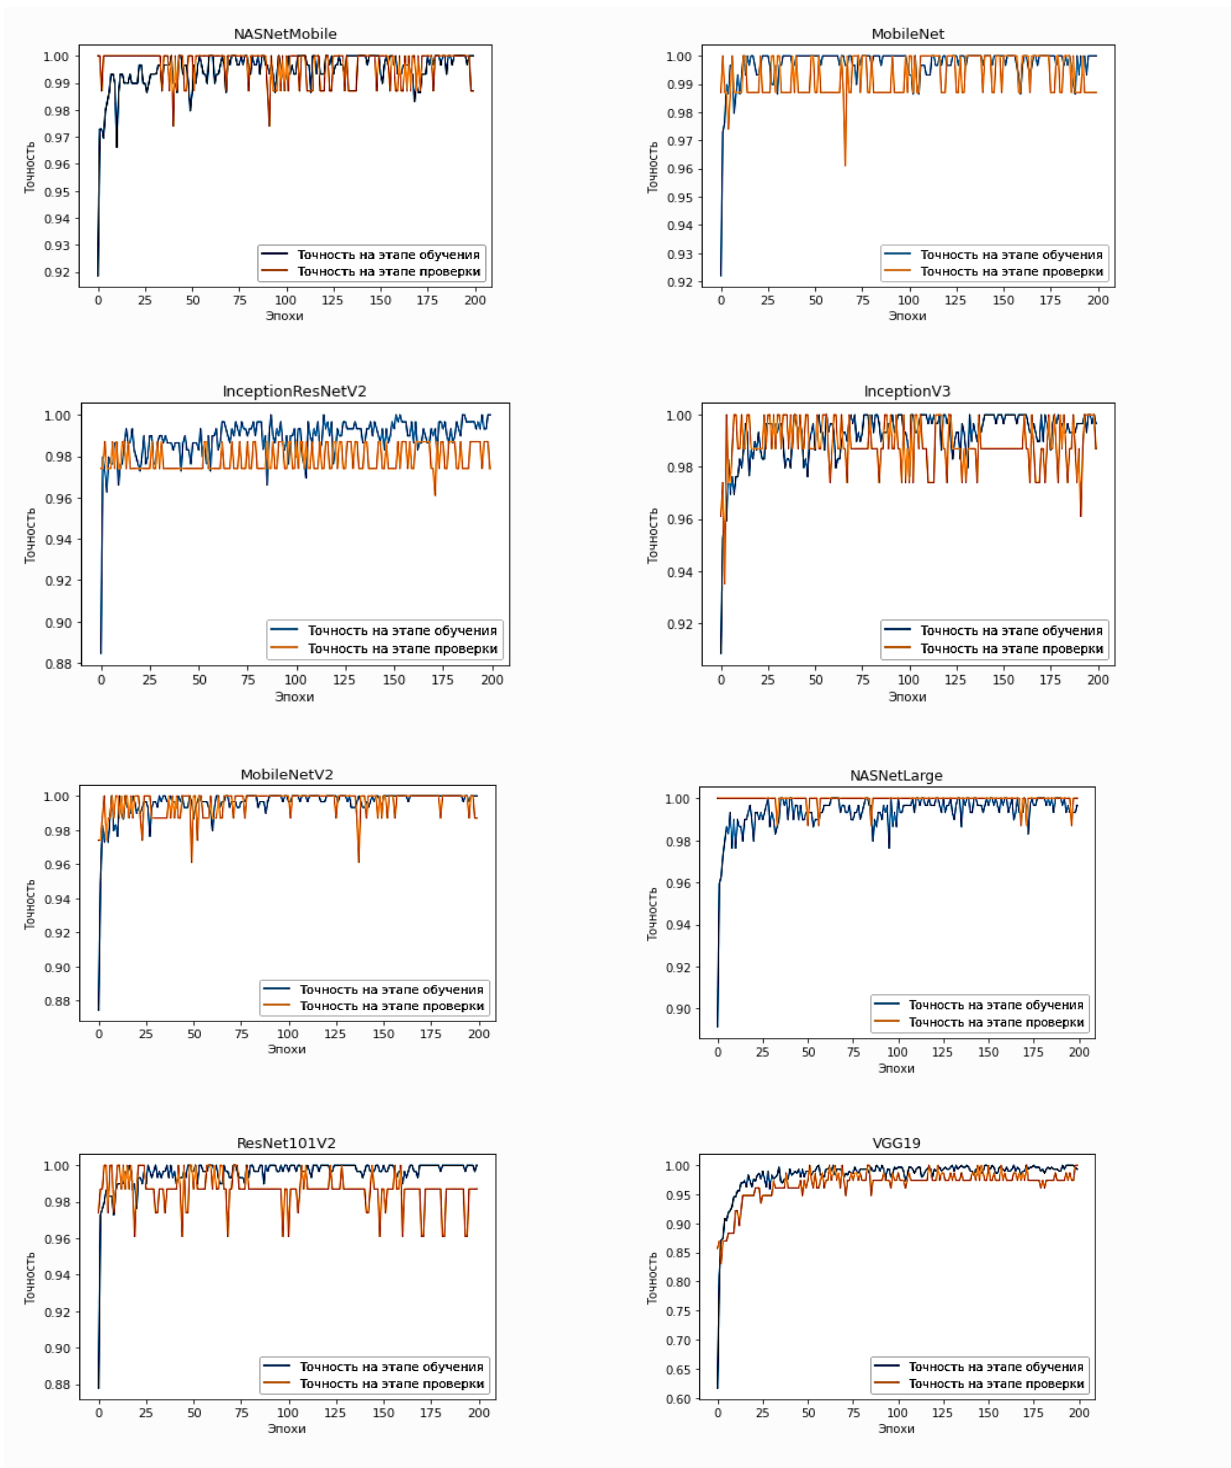 NASNetMobile
1.00
0.99
0.98
0.97
0.96
0.95
0.94
0.93
0.92
Точность
Точность на этапе обучения
Точность на этапе проверки
0 25 50 75 100 125 150 175 200
Эпохи
MobileNet
1.00
0.99
0.98
0.97
0.96
0.95
0.94
0.93
0.92
Точность
Точность на этапе обучения
Точность на этапе проверки
0 25 50 75 100 125 150 175 200
Эпохи
InceptionResNetV2
1.00
0.98
0.96
0.94
0.92
0.90
0.88
Точность
Точность на этапе обучения
Точность на этапе проверки
0 25 50 75 100 125 150 175 200
Эпохи
InceptionV3
1.00
0.98
0.96
0.94
0.92
Точность
Точность на этапе обучения
Точность на этапе проверки
0 25 50 75 100 125 150 175 200
Эпохи
MobileNetV2
1.00
0.98
0.96
0.94
0.92
0.90
0.88
Точность
Точность на этапе обучения
Точность на этапе проверки
0 25 50 75 100 125 150 175 200
Эпохи
NASNetLarge
1.00
0.98
0.96
0.94
0.92
0.90
Точность
Точность на этапе обучения
Точность на этапе проверки
0 25 50 75 100 125 150 175 200
Эпохи
ResNet101V2
1.00
0.98
0.96
0.94
0.92
0.90
0.88
Точность
Точность на этапе обучения
Точность на этапе проверки
0 25 50 75 100 125 150 175 200
Эпохи
VGG19
1.00
0.95
0.90
0.85
0.80
0.75
0.70
0.65
0.60
Точность
Точность на этапе обучения
Точность на этапе проверки
0 25 50 75 100 125 150 175 200
Эпохи